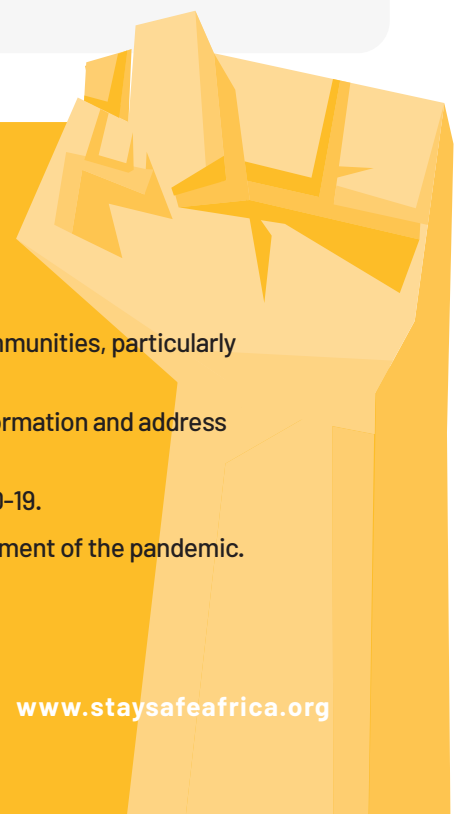 munities, particularly
ormation and address
-19.
ment of the pandemic.
www.staysafeafrica.org